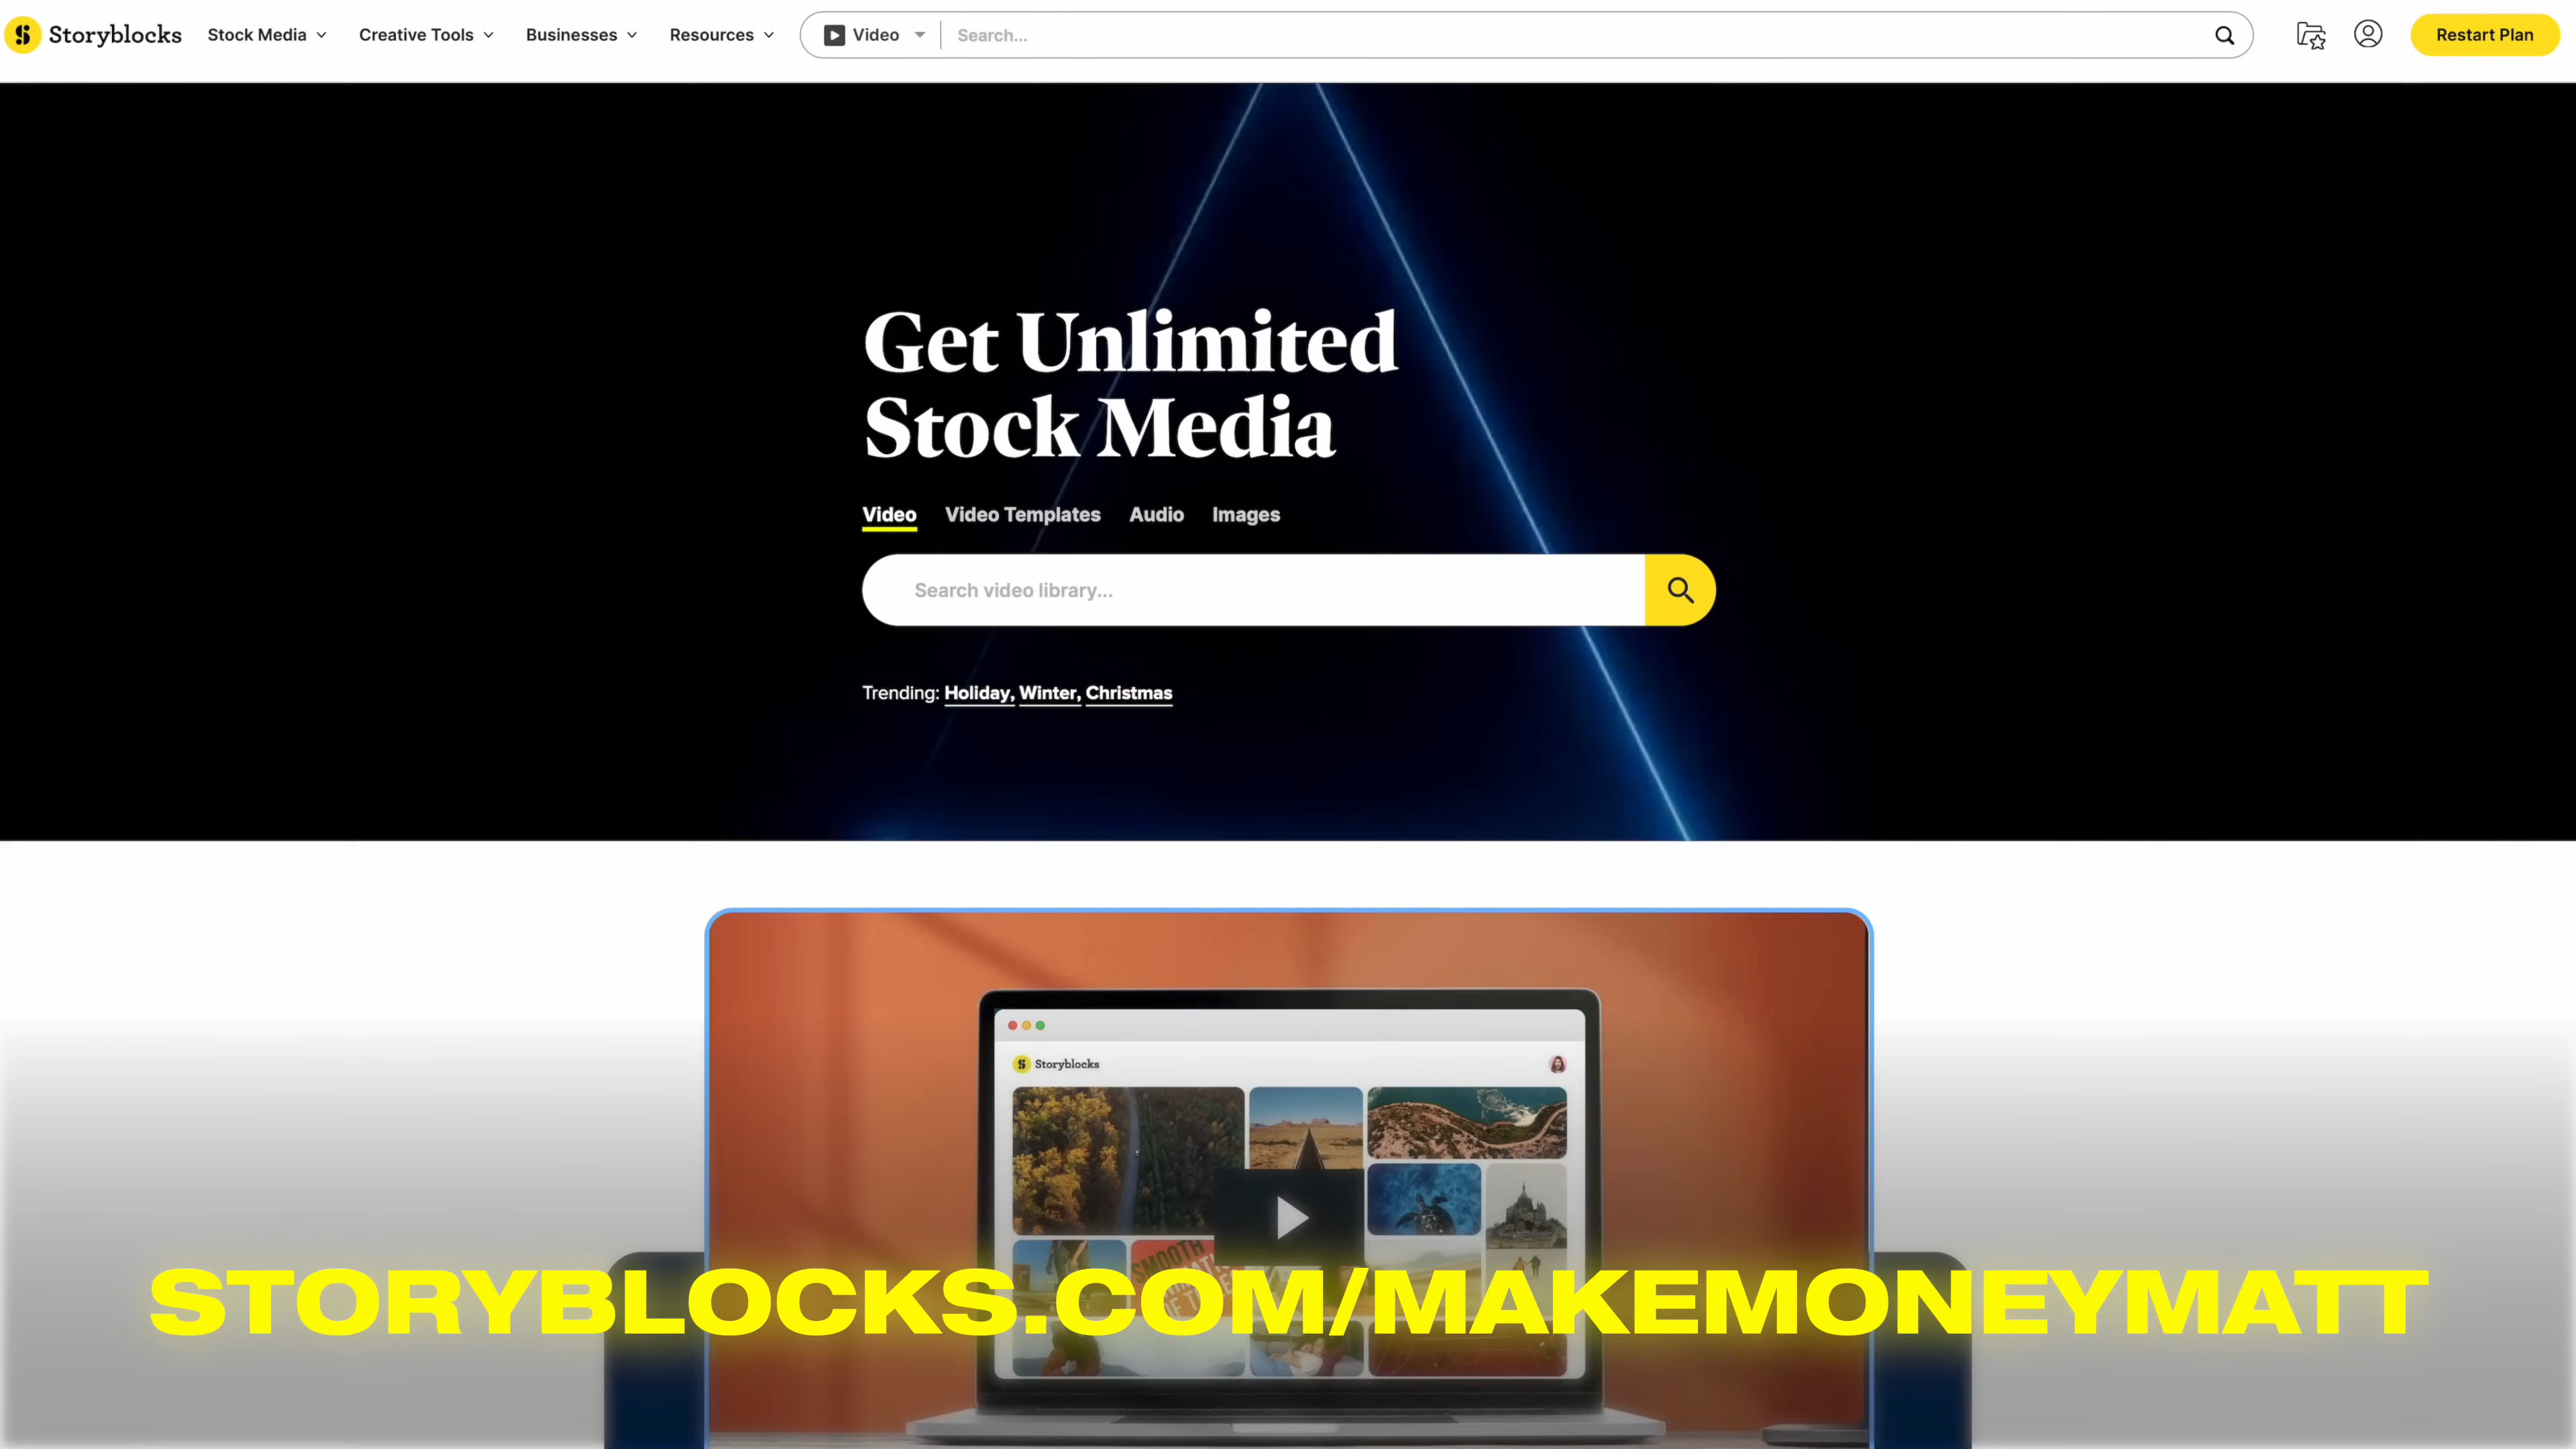 Storyblocks
Stock Media
Creative Tools
Businesses
Resources
Video
Search...
Restart Plan
Get Unlimited
Stock Media
Video
Video Templates
Audio
Images
Search video library...
Trending: Holiday, Winter, Christmas
Storyblocks
SMOOTH
STORYBLOCKS.COM/MAKEMONEYMATT